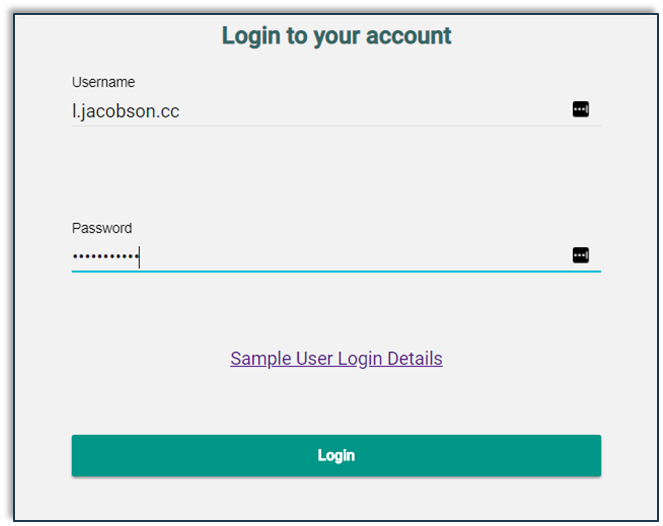 Login to your account
Username
l.jacobson.cc
Password
•••••••••••
Sample User Login Details
Login